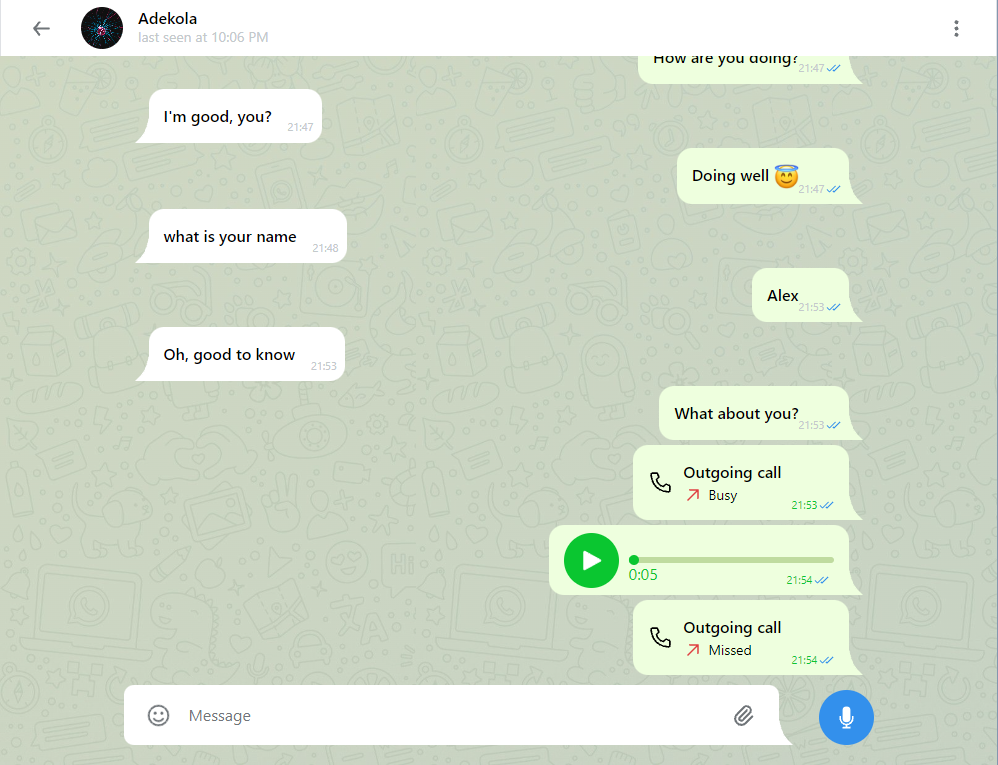 Adekola
last seen at 10:06 PM
How are you doing?
21:47
I'm good, you?
21:47
Doing well 😇
21:47
what is your name
21:48
Alex
21:53
Oh, good to know
21:53
What about you?
21:53
Outgoing call
Busy
21:53
0:05
21:54
Outgoing call
Missed
21:54
Message